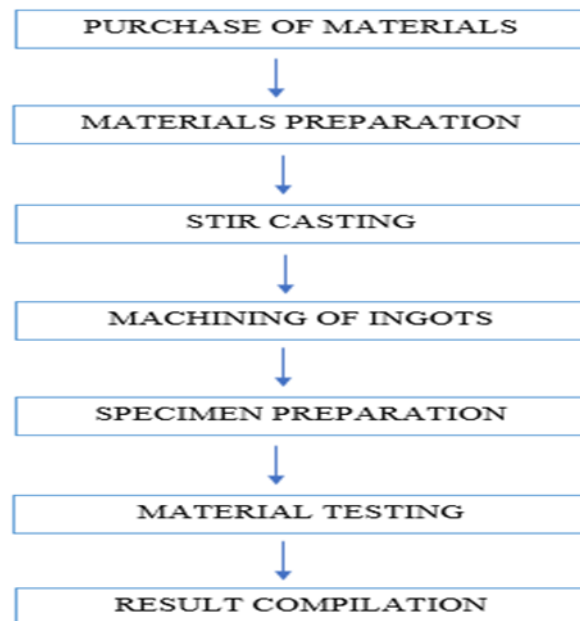 PURCHASE OF MATERIALS
MATERIALS PREPARATION
STIR CASTING
MACHINING OF INGOTS
SPECIMEN PREPARATION
MATERIAL TESTING
RESULT COMPILATION